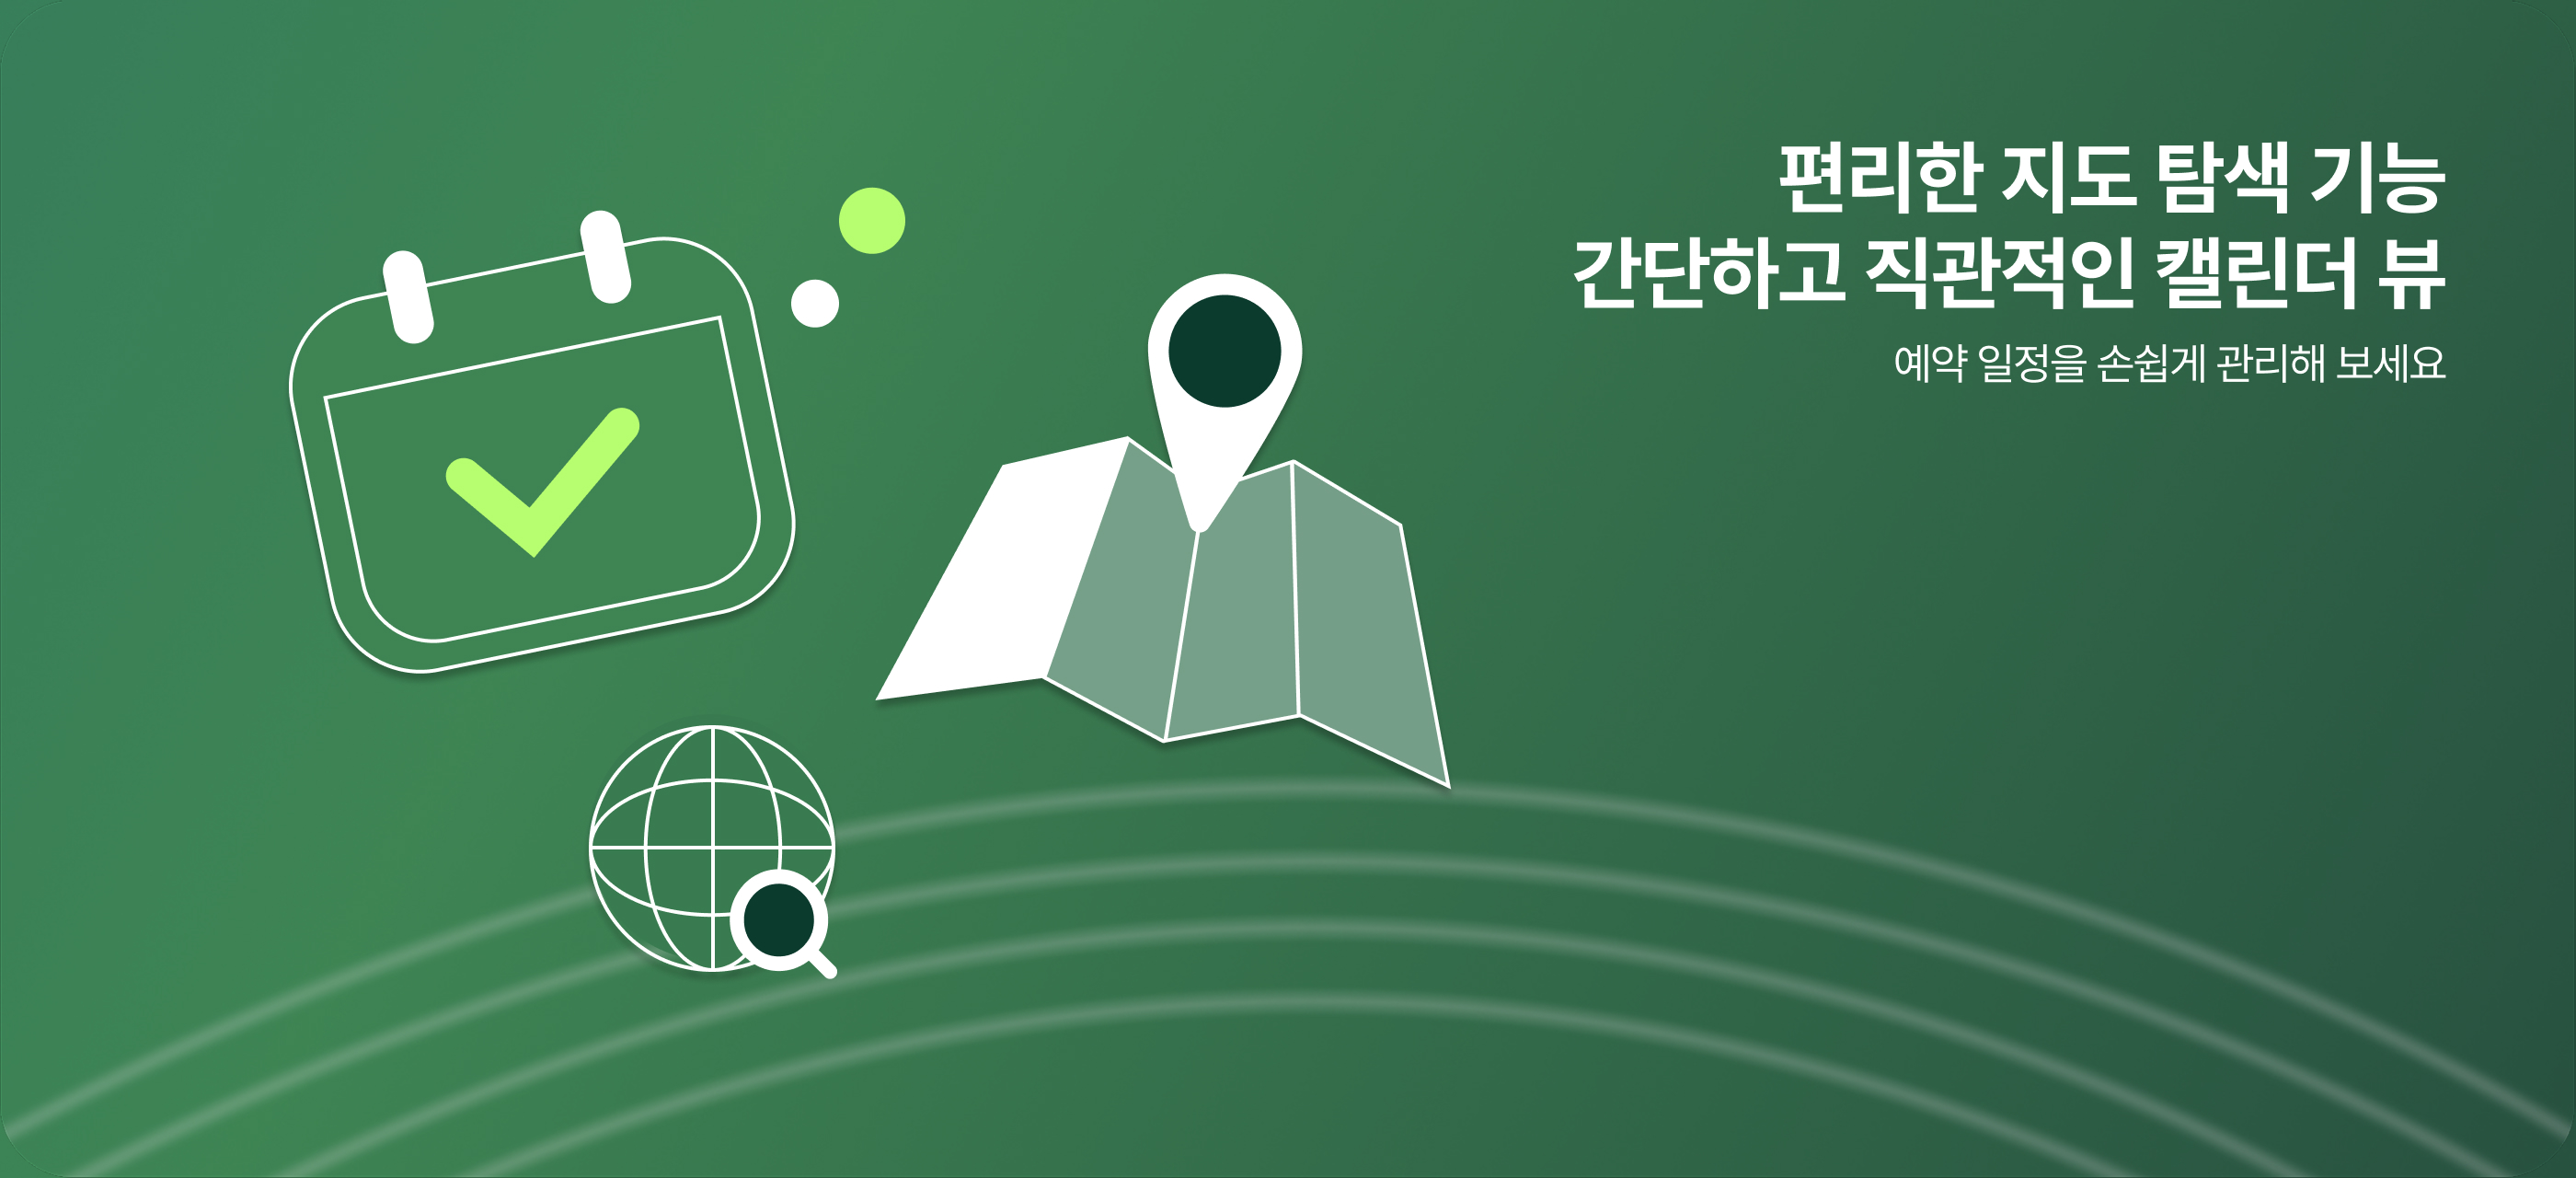 편리한 지도 탐색 기능
간단하고 직관적인 캘린더 뷰
예약 일정을 손쉽게 관리해 보세요